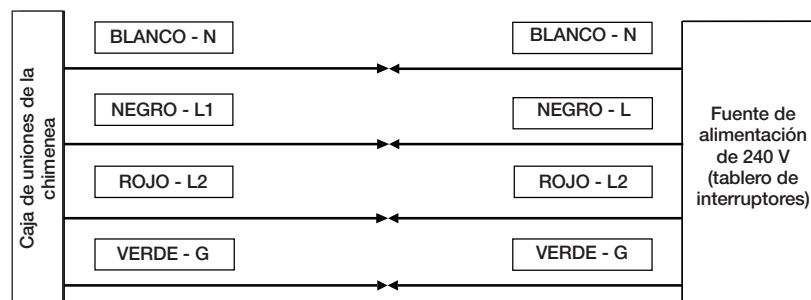 Caja de uniones de la
chimenea
BLANCO - N
BLANCO - N
NEGRO - L1
NEGRO - L
ROJO - L2
ROJO - L2
VERDE - G
VERDE - G
Fuente de
alimentación
de 240 V
(tablero de
interruptores)